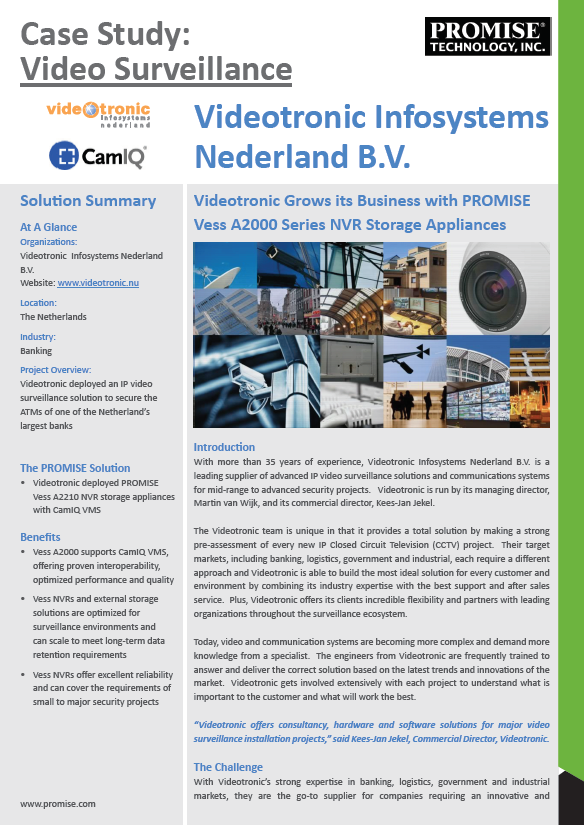 Case Study:
Video Surveillance
PROMISE®
TECHNOLOGY, INC.
videotronic
infosystems
nederland
CamIQ®
Videotronic Infosystems
Nederland B.V.
Solution Summary
At A Glance
Organizations:
Videotronic Infosystems Nederland
B.V.
Website: www.videotronic.nu
Location:
The Netherlands
Industry:
Banking
Project Overview:
Videotronic deployed an IP video
surveillance solution to secure the
ATMs of one of the Netherland's
largest banks
The PROMISE Solution
• Videotronic deployed PROMISE
Vess A2210 NVR storage appliances
with CamIQ VMS
Benefits
• Vess A2000 supports CamIQ VMS,
offering proven interoperability,
optimized performance and quality
• Vess NVRs and external storage
solutions are optimized for
surveillance environments and
can scale to meet long-term data
retention requirements
• Vess NVRs offer excellent reliability
and can cover the requirements of
small to major security projects
www.promise.com
Videotronic Grows its Business with PROMISE
Vess A2000 Series NVR Storage Appliances
Introduction
With more than 35 years of experience, Videotronic Infosystems Nederland B.V. is a
leading supplier of advanced IP video surveillance solutions and communications systems
for mid-range to advanced security projects. Videotronic is run by its managing director,
Martin van Wijk, and its commercial director, Kees-Jan Jekel.
The Videotronic team is unique in that it provides a total solution by making a strong
pre-assessment of every new IP Closed Circuit Television (CCTV) project. Their target
markets, including banking, logistics, government and industrial, each require a different
approach and Videotronic is able to build the most ideal solution for every customer and
environment by combining its industry expertise with the best support and after sales
service. Plus, Videotronic offers its clients incredible flexibility and partners with leading
organizations throughout the surveillance ecosystem.
Today, video and communication systems are becoming more complex and demand more
knowledge from a specialist. The engineers from Videotronic are frequently trained to
answer and deliver the correct solution based on the latest trends and innovations of the
market. Videotronic gets involved extensively with each project to understand what is
important to the customer and what will work the best.
"Videotronic offers consultancy, hardware and software solutions for major video
surveillance installation projects," said Kees-Jan Jekel, Commercial Director, Videotronic.
The Challenge
With Videotronic's strong expertise in banking, logistics, government and industrial
markets, they are the go-to supplier for companies requiring an innovative and